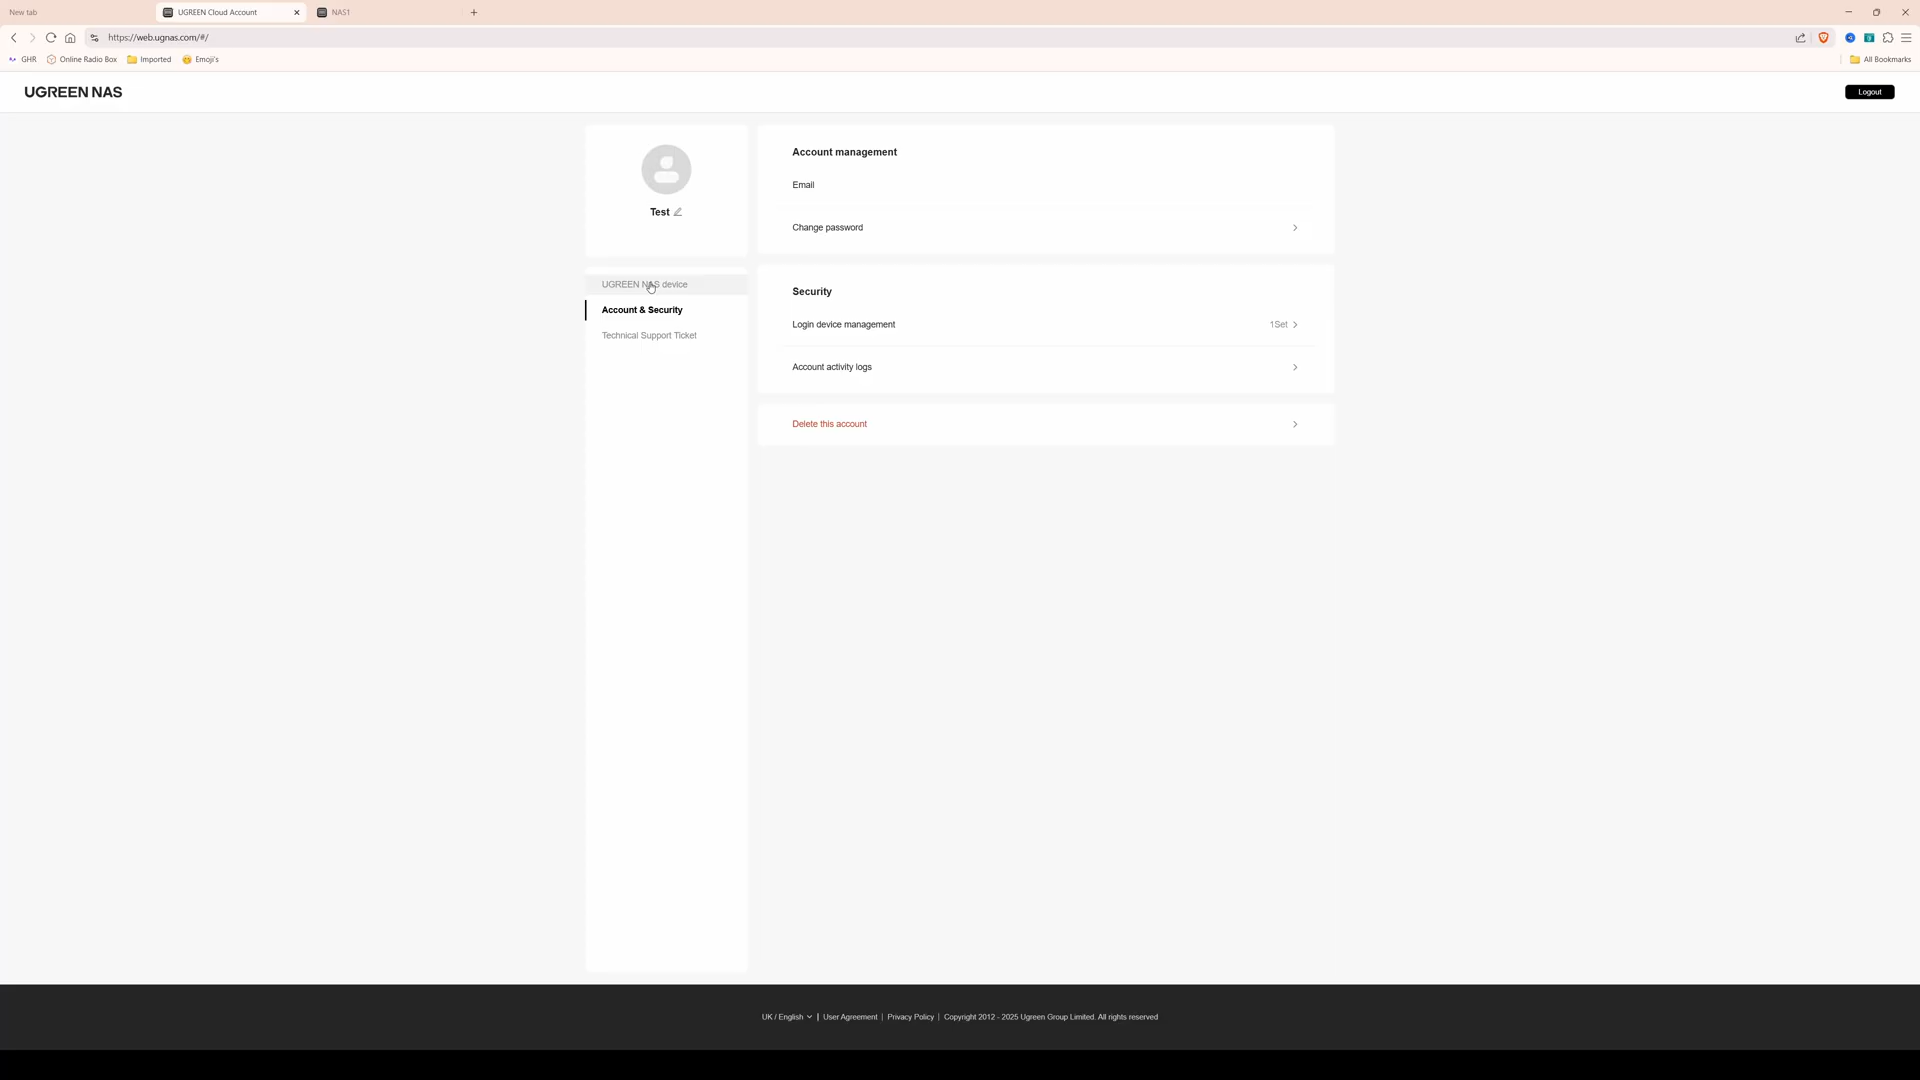 New tab
UGREEN Cloud Account
NAS1
https://web.ugnas.com/#/
GHR
Online Radio Box
Imported
Emoji's
All Bookmarks
UGREEN NAS
Logout
Test
UGREEN NAS device
Account & Security
Technical Support Ticket
Account management
Email
Change password
Security
Login device management
1Set
Account activity logs
Delete this account
UK / English | User Agreement | Privacy Policy | Copyright 2012 - 2025 Ugreen Group Limited. All rights reserved